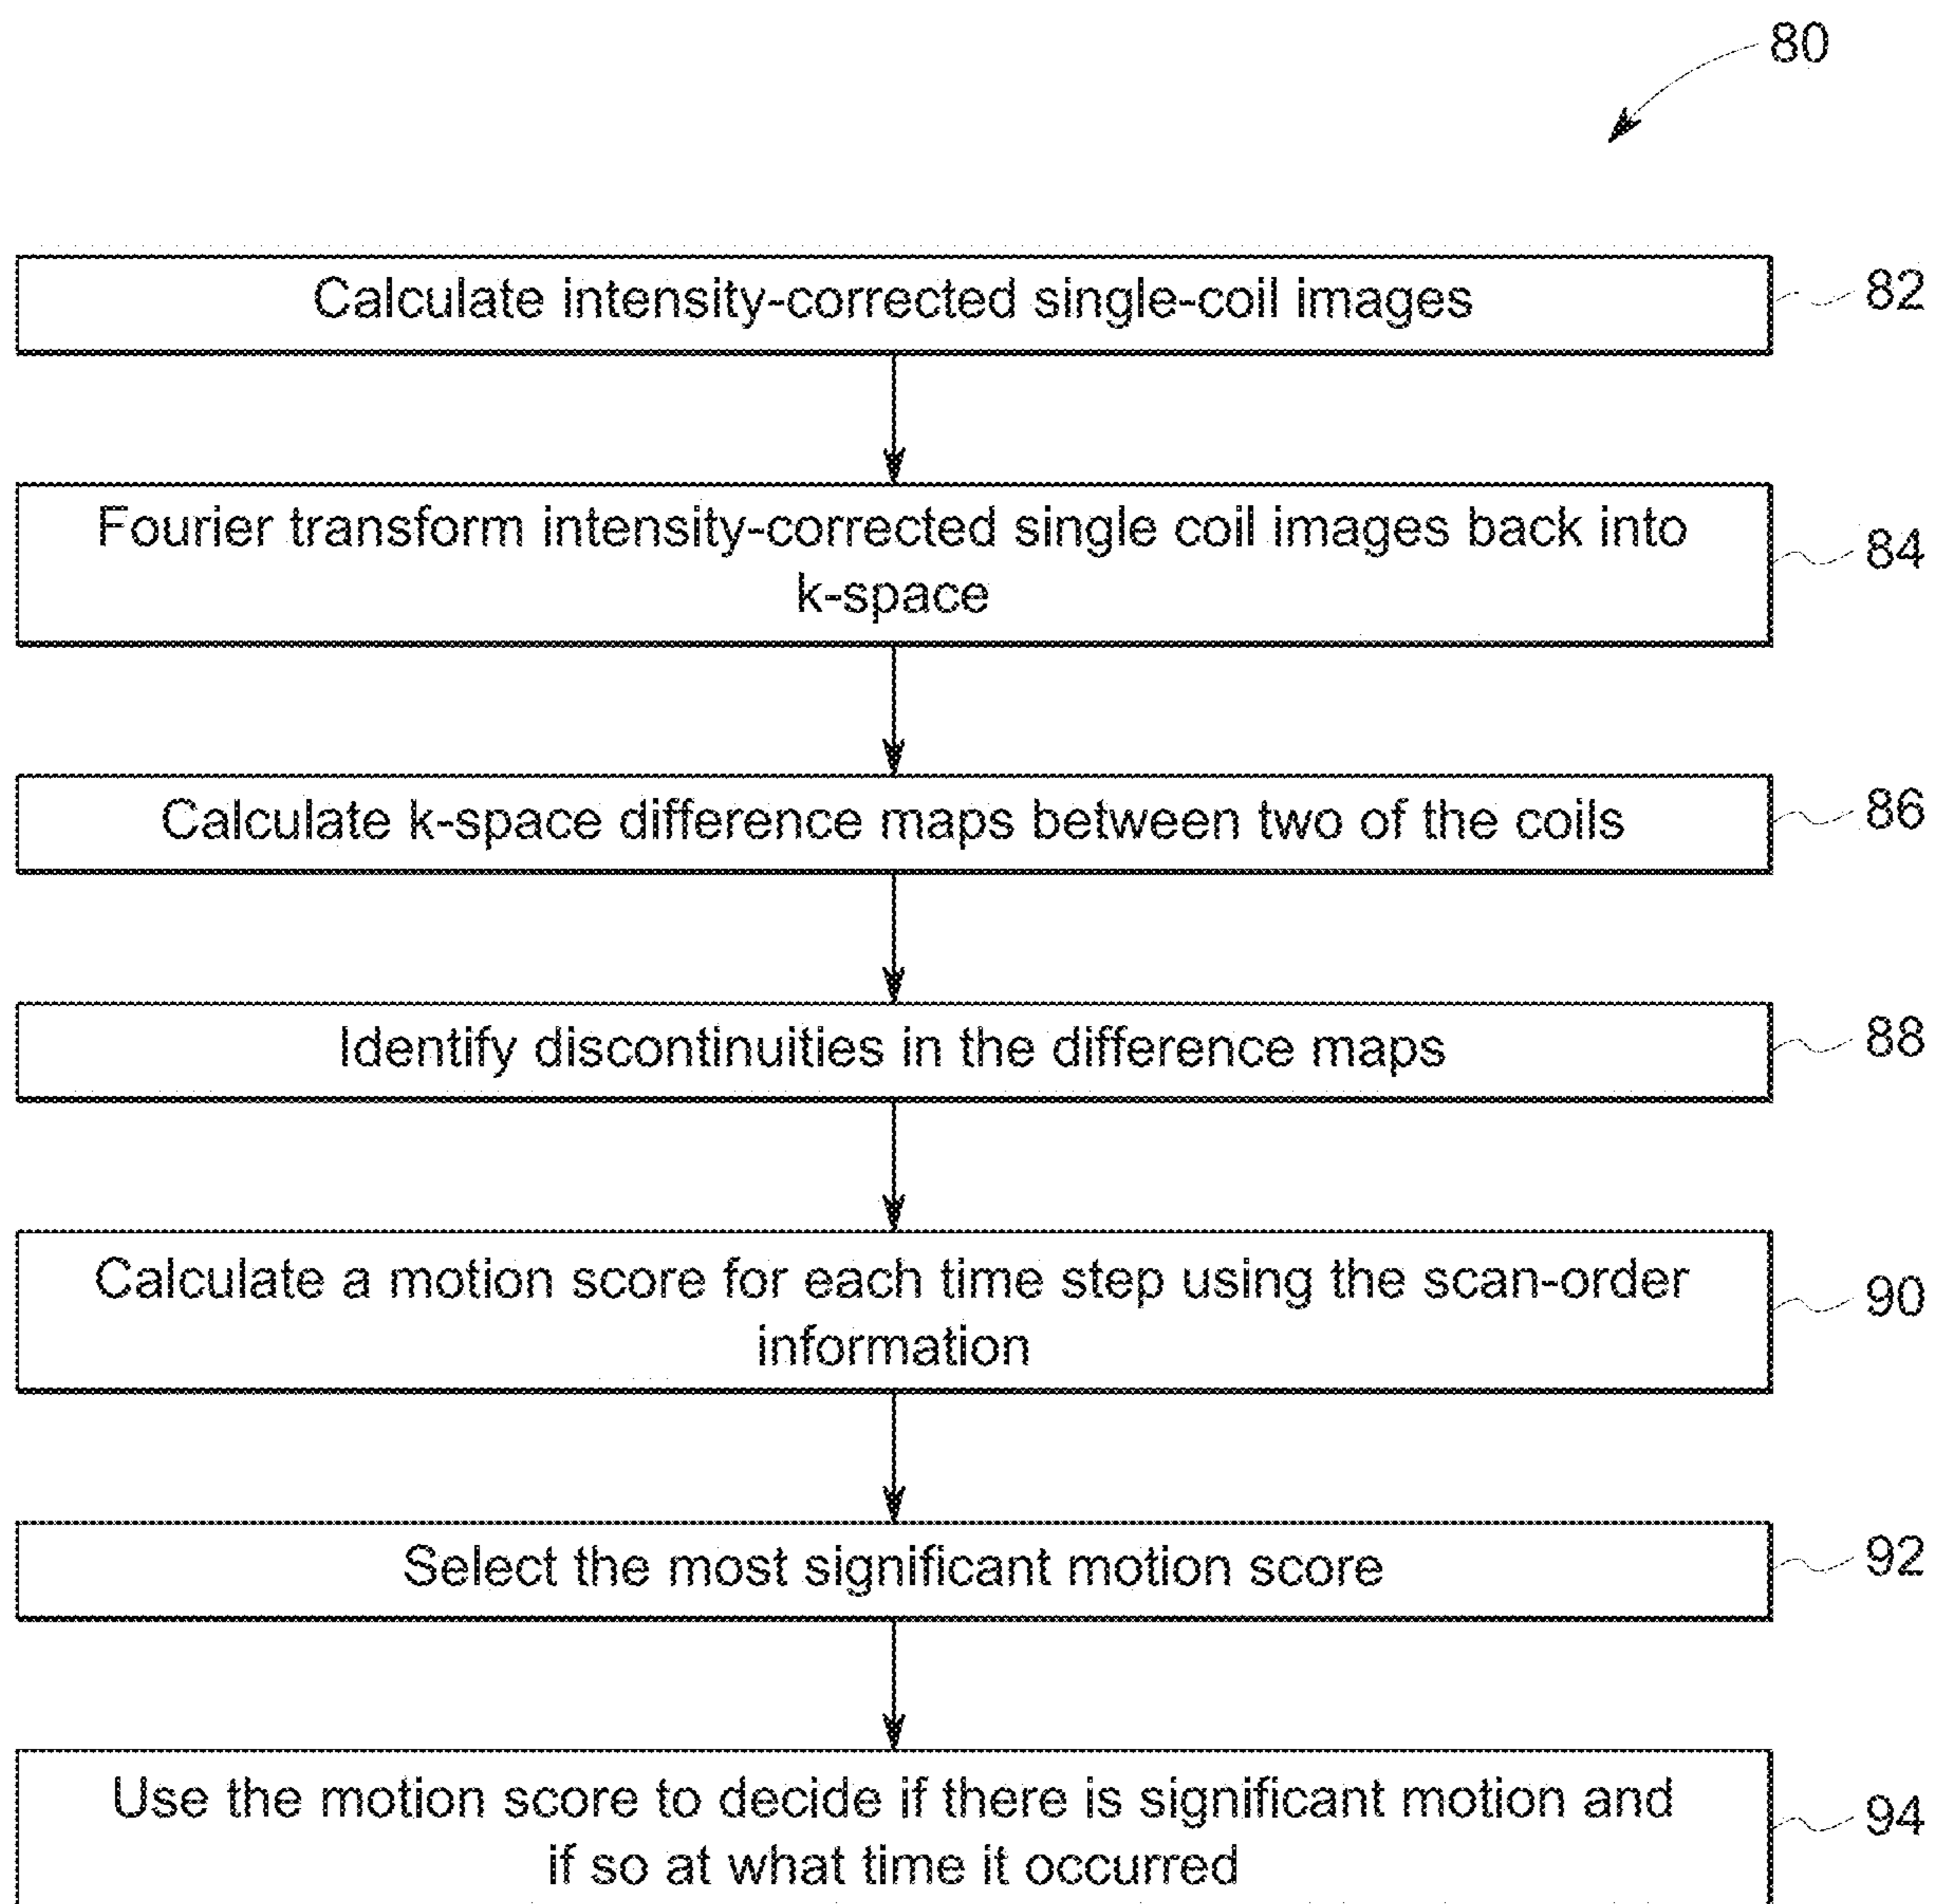 80
Calculate intensity-corrected single-coil images
82
Fourier transform intensity-corrected single coil images back into
k-space
84
Calculate k-space difference maps between two of the coils
86
Identify discontinuities in the difference maps
88
Calculate a motion score for each time step using the scan-order
information
90
Select the most significant motion score
92
Use the motion score to decide if there is significant motion and
if so at what time it occurred
94